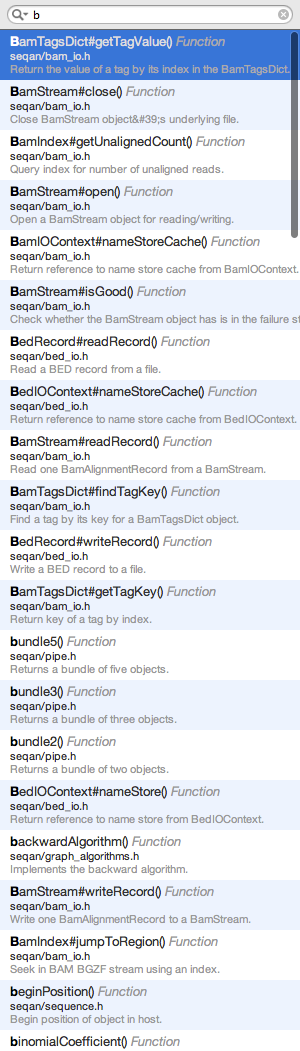 b
BamTagsDict#getTagValue() Function
seqan/bam_io.h
Return the value of a tag by its index in the BamTagsDict.
BamStream#close() Function
seqan/bam_io.h
Close BamStream object&#39;s underlying file.
BamIndex#getUnalignedCount() Function
seqan/bam_io.h
Query index for number of unaligned reads.
BamStream#open() Function
seqan/bam_io.h
Open a BamStream object for reading/writing.
BamIOContext#nameStoreCache() Function
seqan/bam_io.h
Return reference to name store cache from BamIOContext.
BamStream#isGood() Function
seqan/bam_io.h
Check whether the BamStream object has is in the failure st
BedRecord#readRecord() Function
seqan/bed_io.h
Read a BED record from a file.
BedIOContext#nameStoreCache() Function
seqan/bed_io.h
Return reference to name store cache from BedIOContext.
BamStream#readRecord() Function
seqan/bam_io.h
Read one BamAlignmentRecord from a BamStream.
BamTagsDict#findTagKey() Function
seqan/bam_io.h
Find a tag by its key for a BamTagsDict object.
BedRecord#writeRecord() Function
seqan/bed_io.h
Write a BED record to a file.
BamTagsDict#getTagKey() Function
seqan/bam_io.h
Return key of a tag by index.
bundle5() Function
seqan/pipe.h
Returns a bundle of five objects.
bundle3() Function
seqan/pipe.h
Returns a bundle of three objects.
bundle2() Function
seqan/pipe.h
Returns a bundle of two objects.
BedIOContext#nameStore() Function
seqan/bed_io.h
Return reference to name store from BedIOContext.
backwardAlgorithm() Function
seqan/graph_algorithms.h
Implements the backward algorithm.
BamStream#writeRecord() Function
seqan/bam_io.h
Write one BamAlignmentRecord to a BamStream.
BamIndex#jumpToRegion() Function
seqan/bam_io.h
Seek in BAM BGZF stream using an index.
beginPosition() Function
seqan/sequence.h
Begin position of object in host.
binomialCoefficient() Function